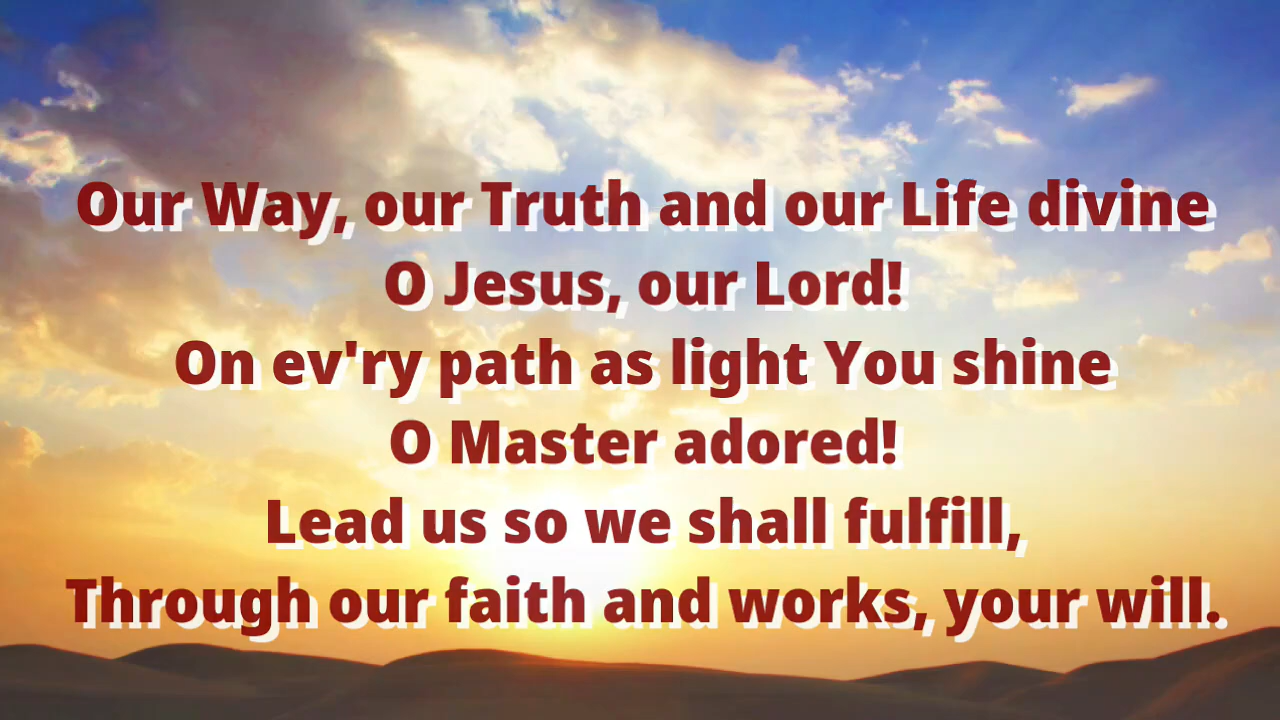 Our Way, our Truth and our Life divine
O Jesus, our Lord!
On ev'ry path as light You shine
O Master adored!
Lead us so we shall fulfill,
Through our faith and works, your will.